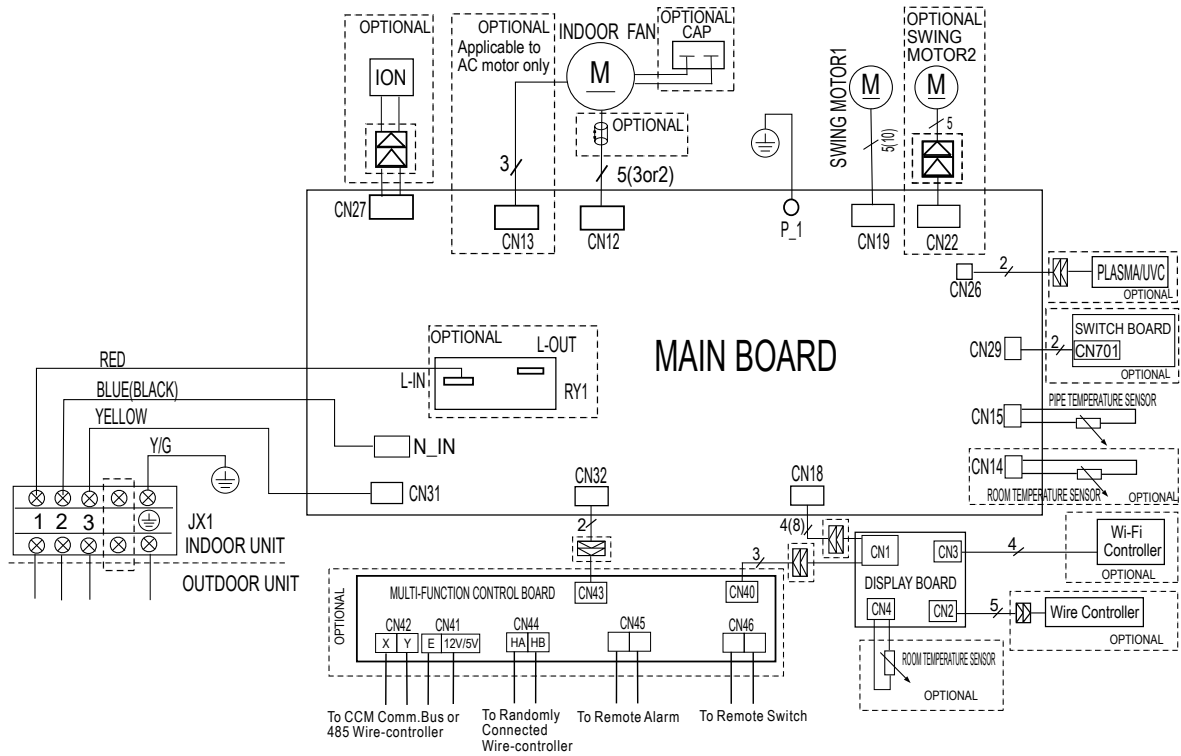 OPTIONAL
ION
CN27
OPTIONAL
Applicable to
AC motor only
3
CN13
INDOOR FAN
M
OPTIONAL
CAP
OPTIONAL
5(3or2)
CN12
P_1
SWING MOTOR1
M
5(10)
CN19
OPTIONAL
SWING
MOTOR2
M
5
CN22
CN26
2
PLASMA/UVC
OPTIONAL
CN29
2
SWITCH BOARD
CN701
OPTIONAL
CN15
PIPE TEMPERATURE SENSOR
CN14
ROOM TEMPERATURE SENSOR
OPTIONAL
MAIN BOARD
OPTIONAL
L-OUT
L-IN
RY1
RED
BLUE(BLACK)
YELLOW
Y/G
N_IN
CN31
1 2 3
JX1
INDOOR UNIT
OUTDOOR UNIT
CN32
2
CN18
4(8)
3
CN1
CN3
DISPLAY BOARD
CN4
CN2
4
Wi-Fi
Controller
OPTIONAL
5
Wire Controller
OPTIONAL
ROOM TEMPERATURE SENSOR
OPTIONAL
OPTIONAL
MULTI-FUNCTION CONTROL BOARD
CN43
CN40
CN42
X Y
CN41
E 12V/5V
CN44
HA HB
CN45
CN46
To CCM Comm.Bus or
485 Wire-controller
To Randomly
Connected
Wire-controller
To Remote Alarm
To Remote Switch